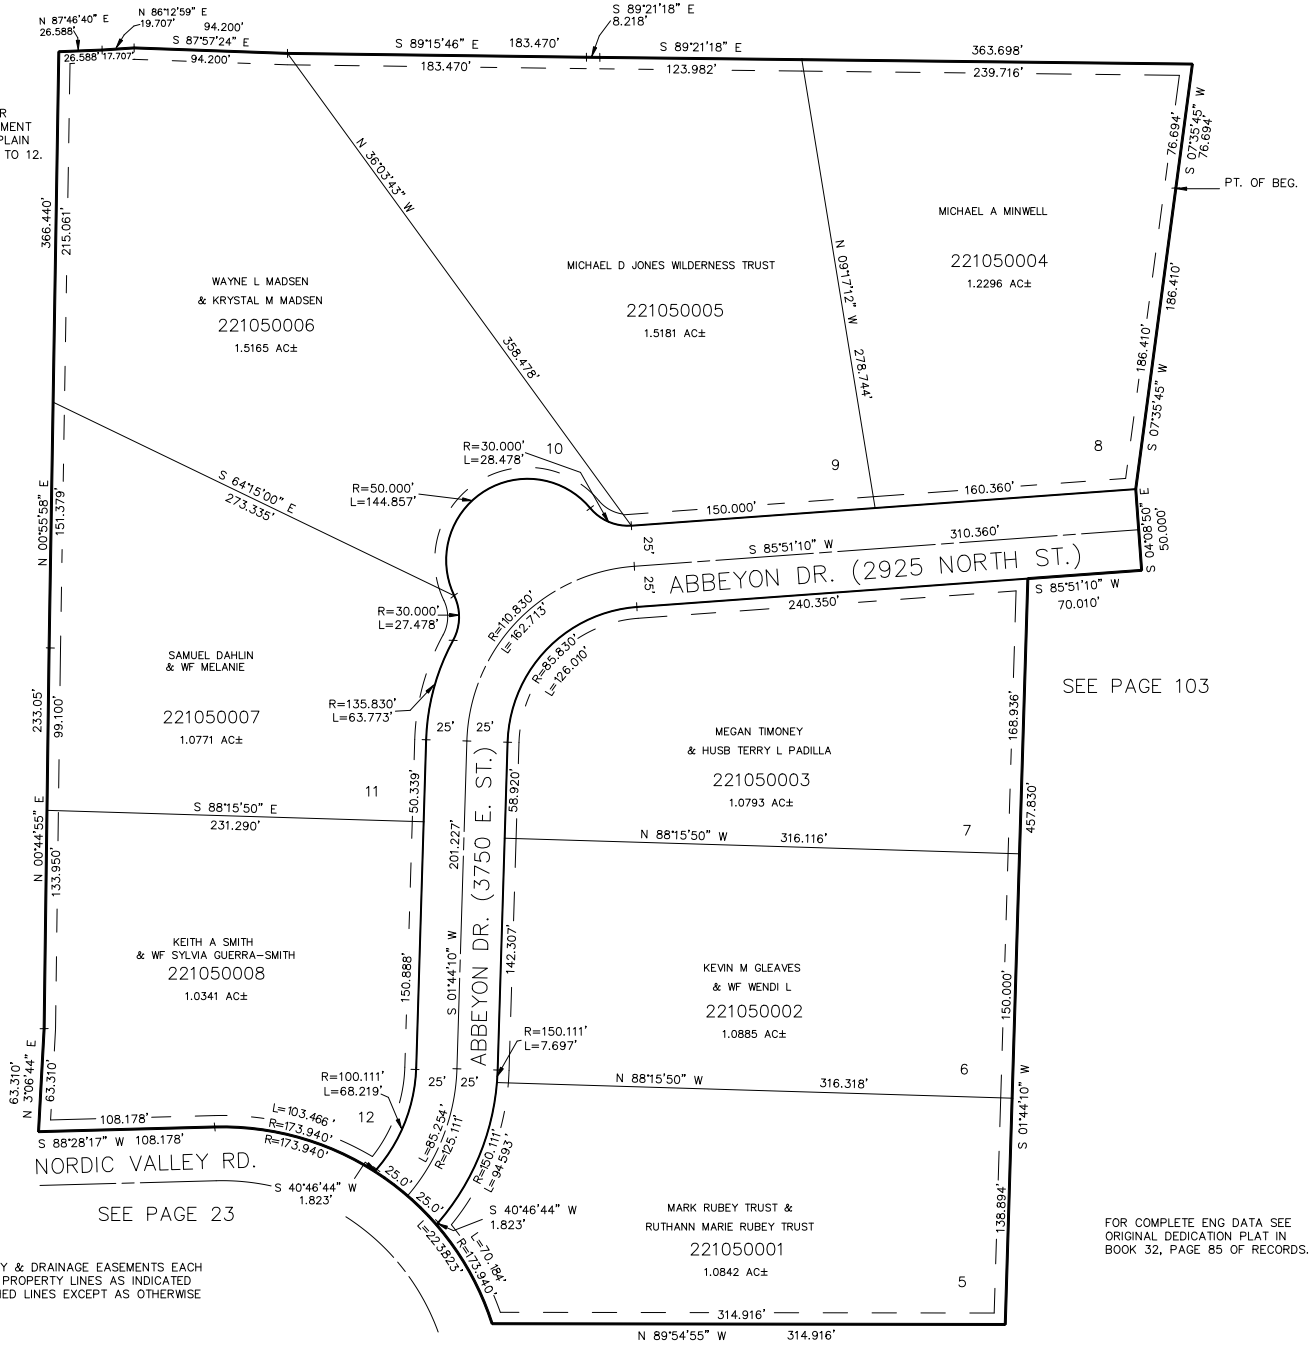 N 87°46'40" E
26.588'
N 86°12'59" E
19.707'
94.200'
S 87°57'24" E
S 89°15'46" E
183.470'
S 89°21'18" E
8.218'
S 89°21'18" E
363.698'
26.588'
17.707'
94.200'
183.470'
123.982'
239.716'
R
MENT
PLAIN
TO 12.
S 07°35'45" W
76.694'
76.694'
PT. OF BEG.
366.440'
215.061'
N 36°03'43" W
358.478'
N 09°17'12" W
278.744'
186.410'
186.410'
S 07°35'45" W
MICHAEL A MINWELL
221050004
1.2296 AC±
8
MICHAEL D JONES WILDERNESS TRUST
221050005
1.5181 AC±
9
WAYNE L MADSEN
& KRYSTAL M MADSEN
221050006
1.5165 AC±
10
R=30.000'
L=28.478'
R=50.000'
L=144.857'
S 64°15'00" E
273.335'
N 00°55'58" E
151.379'
150.000'
160.360'
S 85°51'10" W
310.360'
25'
25'
ABBEYON DR. (2925 NORTH ST.)
S 04°08'50" E
50.000'
240.350'
S 85°51'10" W
70.010'
R=30.000'
L=27.478'
R=110.830'
L=162.713'
R=85.830'
L=126.010'
SEE PAGE 103
SAMUEL DAHLIN
& WF MELANIE
221050007
1.0771 AC±
11
233.05'
99.100'
R=135.830'
L=63.773'
25'
25'
50.339'
58.920'
168.936'
457.830'
MEGAN TIMONEY
& HUSB TERRY L PADILLA
221050003
1.0793 AC±
7
S 88°15'50" E
231.290'
N 88°15'50" W
316.116'
N 00°44'55" E
133.950'
201.227'
S 01°44'10" W
ABBEYON DR. (3750 E. ST.)
150.888'
142.307'
KEITH A SMITH
& WF SYLVIA GUERRA-SMITH
221050008
1.0341 AC±
12
KEVIN M GLEAVES
& WF WENDI L
221050002
1.0885 AC±
6
150.000'
S 01°44'10" W
R=150.111'
L=7.697'
N 88°15'50" W
316.318'
R=100.111'
L=68.219'
25'
25'
63.310'
N 3°06'44" E
63.310'
108.178'
S 88°28'17" W
108.178'
L=103.466'
R=173.940'
R=173.940'
L=85.254'
R=125.111'
R=150.111'
L=94.593'
NORDIC VALLEY RD.
S 40°46'44" W
1.823'
25.0'
25.0'
S 40°46'44" W
1.823'
SEE PAGE 23
L=223.823'
L=70.184'
R=173.940'
MARK RUBEY TRUST &
RUTHANN MARIE RUBEY TRUST
221050001
1.0842 AC±
5
138.894'
314.916'
N 89°54'55" W
314.916'
FOR COMPLETE ENG DATA SEE
ORIGINAL DEDICATION PLAT IN
BOOK 32, PAGE 85 OF RECORDS.
Y & DRAINAGE EASEMENTS EACH
PROPERTY LINES AS INDICATED
ED LINES EXCEPT AS OTHERWISE